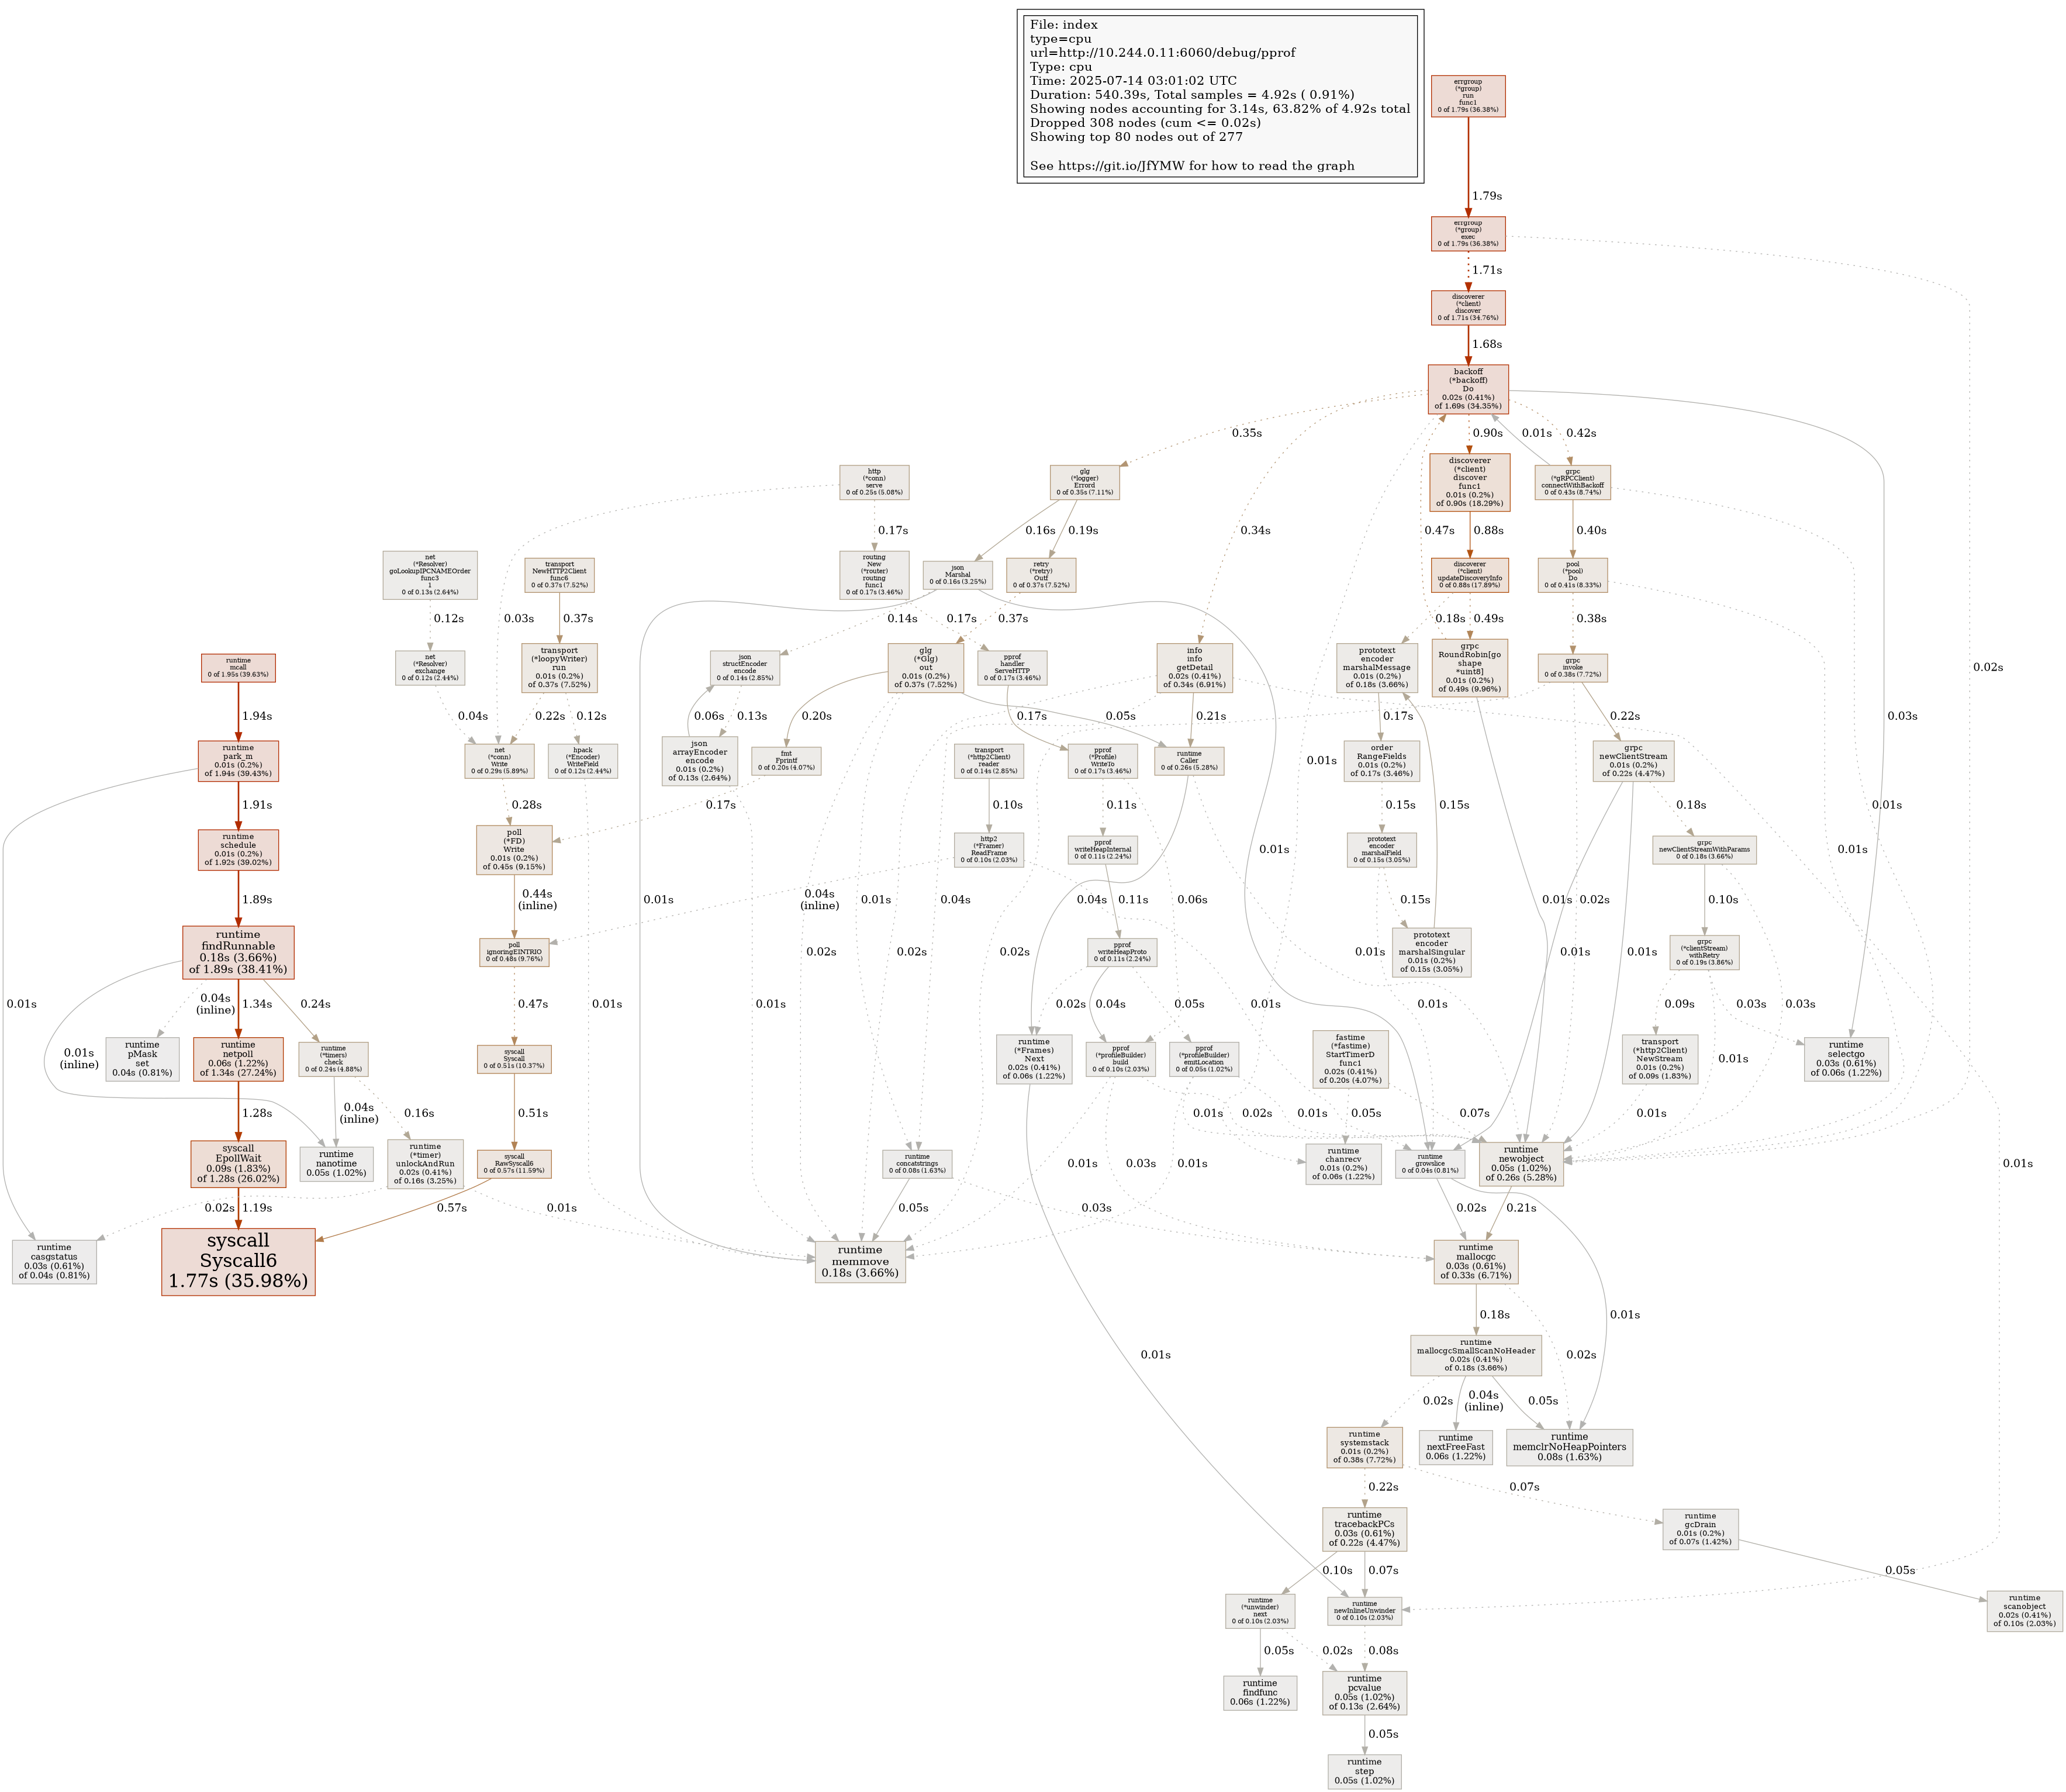 File: index
type=cpu
url=http://10.244.0.11:6060/debug/pprof
Type: cpu
Time: 2025-07-14 03:01:02 UTC
Duration: 540.39s, Total samples = 4.92s ( 0.91%)
Showing nodes accounting for 3.14s, 63.82% of 4.92s total
Dropped 308 nodes (cum <= 0.02s)
Showing top 80 nodes out of 277
See https://git.io/JfYMW for how to read the graph
errgroup
(*group)
run
func1
0 of 1.79s (36.38%)
1.79s
errgroup
(*group)
exec
0 of 1.79s (36.38%)
1.71s
discoverer
(*client)
discover
0 of 1.71s (34.76%)
1.68s
backoff
(*backoff)
Do
0.02s (0.41%)
of 1.69s (34.35%)
0.35s
0.90s
0.01s
0.42s
http
(*conn)
serve
0 of 0.25s (5.08%)
glg
(*logger)
Errord
0 of 0.35s (7.11%)
discoverer
(*client)
discover
func1
0.01s (0.2%)
of 0.90s (18.29%)
grpc
(*gRPCClient)
connectWithBackoff
0 of 0.43s (8.74%)
0.17s
0.16s
0.19s
0.34s
0.47s
0.88s
0.40s
net
(*Resolver)
goLookupIPCNAMEOrder
func3
1
0 of 0.13s (2.64%)
transport
NewHTTP2Client
func6
0 of 0.37s (7.52%)
routing
New
(*router)
routing
func1
0 of 0.17s (3.46%)
json
Marshal
0 of 0.16s (3.25%)
retry
(*retry)
Outf
0 of 0.37s (7.52%)
discoverer
(*client)
updateDiscoveryInfo
0 of 0.88s (17.89%)
pool
(*pool)
Do
0 of 0.41s (8.33%)
0.12s
0.37s
0.03s
0.14s
0.17s
0.37s
0.18s
0.49s
0.38s
runtime
mcall
0 of 1.95s (39.63%)
net
(*Resolver)
exchange
0 of 0.12s (2.44%)
transport
(*loopyWriter)
run
0.01s (0.2%)
of 0.37s (7.52%)
json
structEncoder
encode
0 of 0.14s (2.85%)
glg
(*Glg)
out
0.01s (0.2%)
of 0.37s (7.52%)
pprof
handler
ServeHTTP
0 of 0.17s (3.46%)
info
info
getDetail
0.02s (0.41%)
of 0.34s (6.91%)
prototext
encoder
marshalMessage
0.01s (0.2%)
of 0.18s (3.66%)
grpc
RoundRobin[go
shape
*uint8]
0.01s (0.2%)
of 0.49s (9.96%)
grpc
invoke
0 of 0.38s (7.72%)
0.02s
1.94s
0.04s
0.22s
0.12s
0.06s
0.13s
0.20s
0.05s
0.17s
0.21s
0.17s
0.22s
0.03s
runtime
park_m
0.01s (0.2%)
of 1.94s (39.43%)
net
(*conn)
Write
0 of 0.29s (5.89%)
hpack
(*Encoder)
WriteField
0 of 0.12s (2.44%)
json
arrayEncoder
encode
0.01s (0.2%)
of 0.13s (2.64%)
fmt
Fprintf
0 of 0.20s (4.07%)
transport
(*http2Client)
reader
0 of 0.14s (2.85%)
pprof
(*Profile)
WriteTo
0 of 0.17s (3.46%)
runtime
Caller
0 of 0.26s (5.28%)
order
RangeFields
0.01s (0.2%)
of 0.17s (3.46%)
grpc
newClientStream
0.01s (0.2%)
of 0.22s (4.47%)
0.01s
1.91s
0.28s
0.17s
0.10s
0.11s
0.15s
0.15s
0.18s
0.01s
0.01s
runtime
schedule
0.01s (0.2%)
of 1.92s (39.02%)
poll
(*FD)
Write
0.01s (0.2%)
of 0.45s (9.15%)
http2
(*Framer)
ReadFrame
0 of 0.10s (2.03%)
pprof
writeHeapInternal
0 of 0.11s (2.24%)
prototext
encoder
marshalField
0 of 0.15s (3.05%)
grpc
newClientStreamWithParams
0 of 0.18s (3.66%)
0.01s
1.89s
0.44s
(inline)
0.01s
0.04s
(inline)
0.01s
0.02s
0.02s
0.04s
0.02s
0.04s
0.11s
0.06s
0.15s
0.01s
0.02s
0.10s
runtime
findRunnable
0.18s (3.66%)
of 1.89s (38.41%)
poll
ignoringEINTRIO
0 of 0.48s (9.76%)
pprof
writeHeapProto
0 of 0.11s (2.24%)
prototext
encoder
marshalSingular
0.01s (0.2%)
of 0.15s (3.05%)
grpc
(*clientStream)
withRetry
0 of 0.19s (3.86%)
0.01s
0.04s
(inline)
1.34s
0.24s
0.47s
0.01s
0.01s
0.02s
0.04s
0.05s
0.01s
0.01s
0.01s
0.01s
0.01s
0.09s
0.03s
0.03s
runtime
pMask
set
0.04s (0.81%)
runtime
netpoll
0.06s (1.22%)
of 1.34s (27.24%)
runtime
(*timers)
check
0 of 0.24s (4.88%)
syscall
Syscall
0 of 0.51s (10.37%)
runtime
(*Frames)
Next
0.02s (0.41%)
of 0.06s (1.22%)
pprof
(*profileBuilder)
build
0 of 0.10s (2.03%)
pprof
(*profileBuilder)
emitLocation
0 of 0.05s (1.02%)
fastime
(*fastime)
StartTimerD
func1
0.02s (0.41%)
of 0.20s (4.07%)
transport
(*http2Client)
NewStream
0.01s (0.2%)
of 0.09s (1.83%)
runtime
selectgo
0.03s (0.61%)
of 0.06s (1.22%)
0.01s
(inline)
1.28s
0.04s
(inline)
0.16s
0.51s
0.01s
0.02s
0.01s
0.05s
0.07s
0.01s
0.01s
syscall
EpollWait
0.09s (1.83%)
of 1.28s (26.02%)
runtime
nanotime
0.05s (1.02%)
runtime
(*timer)
unlockAndRun
0.02s (0.41%)
of 0.16s (3.25%)
syscall
RawSyscall6
0 of 0.57s (11.59%)
runtime
concatstrings
0 of 0.08s (1.63%)
runtime
chanrecv
0.01s (0.2%)
of 0.06s (1.22%)
runtime
growslice
0 of 0.04s (0.81%)
runtime
newobject
0.05s (1.02%)
of 0.26s (5.28%)
0.01s
0.02s
1.19s
0.57s
0.01s
0.05s
0.03s
0.01s
0.03s
0.01s
0.02s
0.21s
runtime
casgstatus
0.03s (0.61%)
of 0.04s (0.81%)
syscall
Syscall6
1.77s (35.98%)
runtime
memmove
0.18s (3.66%)
runtime
mallocgc
0.03s (0.61%)
of 0.33s (6.71%)
0.18s
0.01s
0.01s
0.02s
runtime
mallocgcSmallScanNoHeader
0.02s (0.41%)
of 0.18s (3.66%)
0.02s
0.04s
(inline)
0.05s
runtime
systemstack
0.01s (0.2%)
of 0.38s (7.72%)
runtime
nextFreeFast
0.06s (1.22%)
runtime
memclrNoHeapPointers
0.08s (1.63%)
0.22s
0.07s
runtime
tracebackPCs
0.03s (0.61%)
of 0.22s (4.47%)
runtime
gcDrain
0.01s (0.2%)
of 0.07s (1.42%)
0.10s
0.07s
0.05s
runtime
(*unwinder)
next
0 of 0.10s (2.03%)
runtime
newInlineUnwinder
0 of 0.10s (2.03%)
runtime
scanobject
0.02s (0.41%)
of 0.10s (2.03%)
0.05s
0.02s
0.08s
runtime
findfunc
0.06s (1.22%)
runtime
pcvalue
0.05s (1.02%)
of 0.13s (2.64%)
0.05s
runtime
step
0.05s (1.02%)